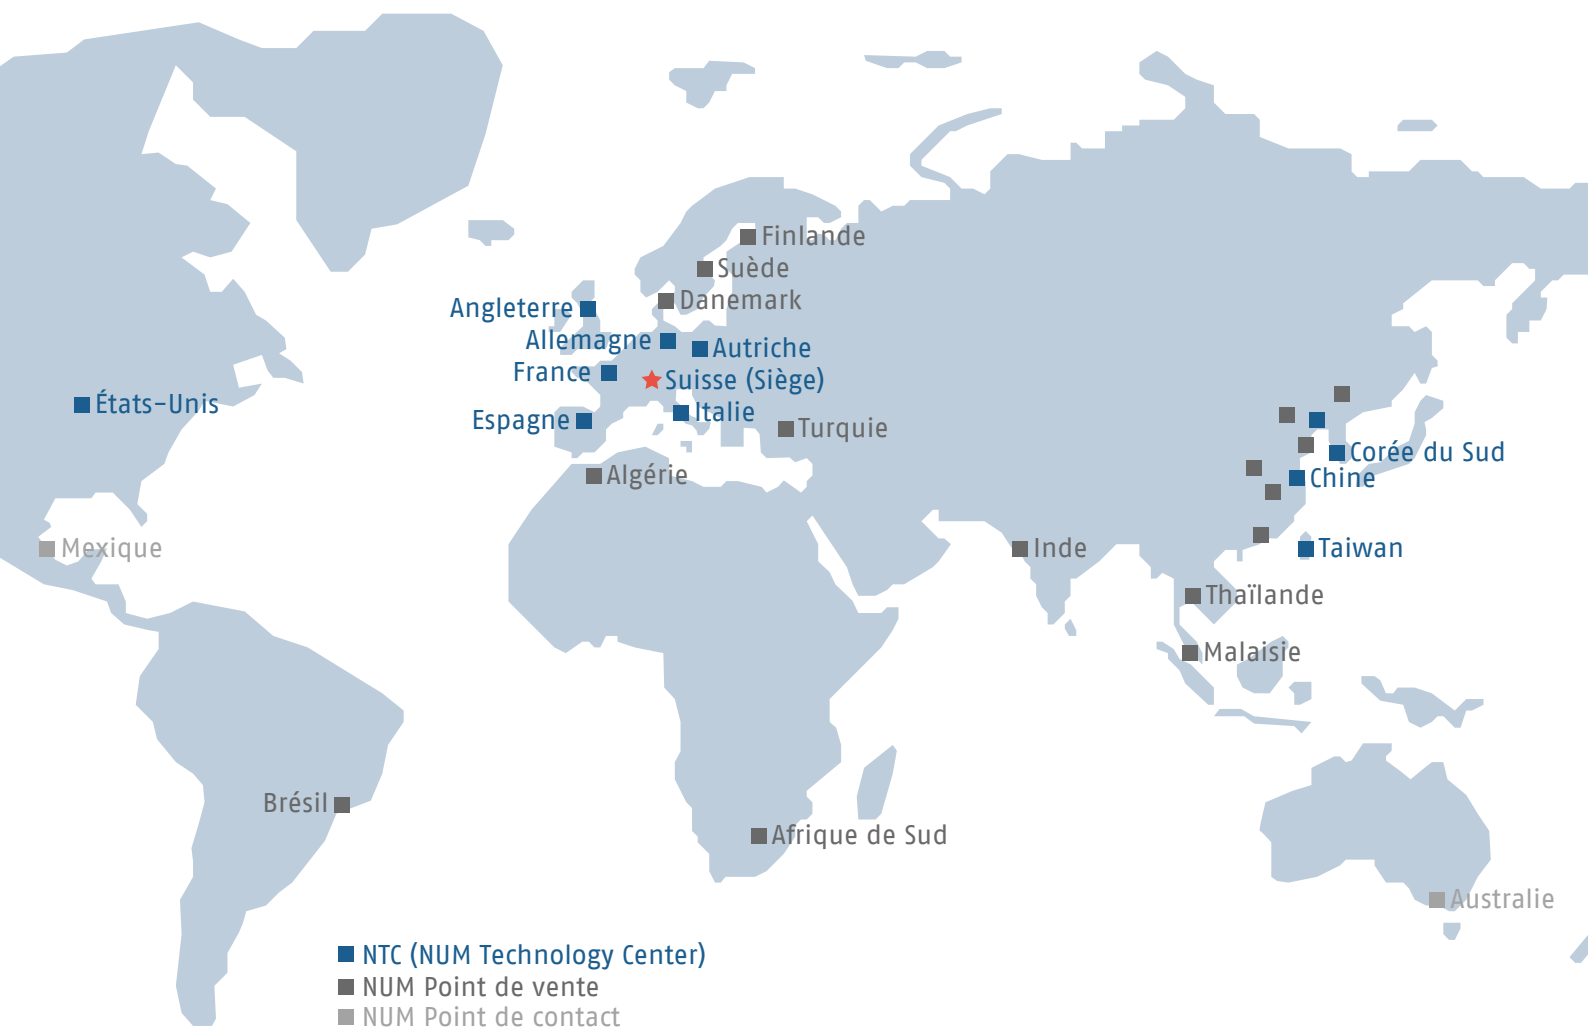 Finlande
Suède
Danemark
Angleterre
Allemagne
Autriche
France
Suisse (Siège)
États-Unis
Italie
Espagne
Turquie
Corée du Sud
Algérie
Chine
Mexique
Inde
Taiwan
Thaïlande
Malaisie
Brésil
Afrique de Sud
Australie
NTC (NUM Technology Center)
NUM Point de vente
NUM Point de contact